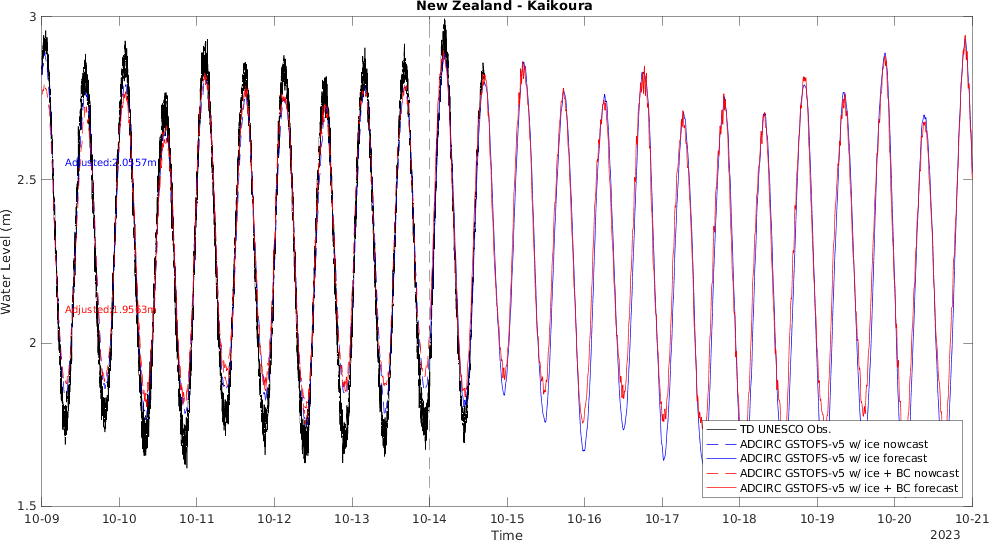 New Zealand - Kaikoura
3
2.5
2
1.5
Water Level (m)
Adjusted:2.0557m
Adjusted:1.9563m
TD UNESCO Obs.
ADCIRC GSTOFS-v5 w/ ice nowcast
ADCIRC GSTOFS-v5 w/ ice forecast
ADCIRC GSTOFS-v5 w/ ice + BC nowcast
ADCIRC GSTOFS-v5 w/ ice + BC forecast
10-09 10-10 10-11 10-12 10-13 10-14 10-15 10-16 10-17 10-18 10-19 10-20 10-21
Time
2023